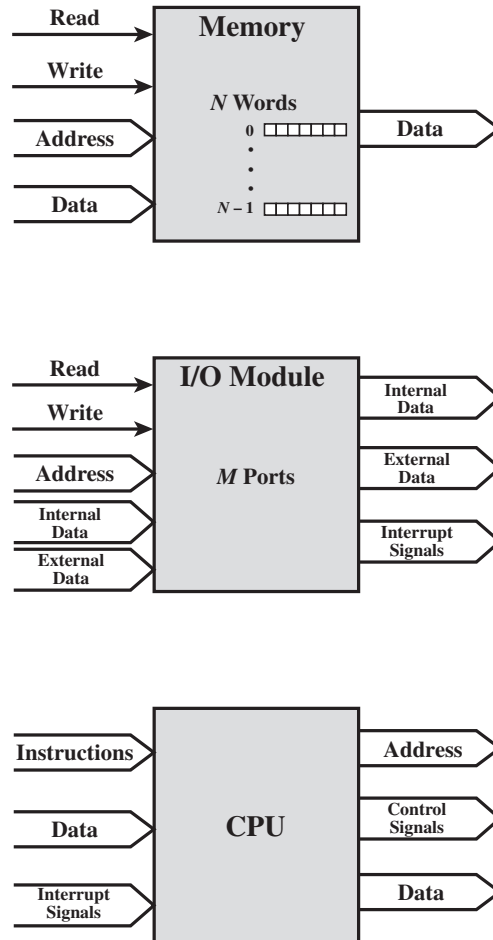 Read
Memory
Write
N Words
Address
0
Data
Data
N – 1
Read
I/O Module
Internal
Data
Write
Address
M Ports
External
Data
Internal
Data
Interrupt
Signals
External
Data
Instructions
Address
CPU
Control
Signals
Data
Data
Interrupt
Signals